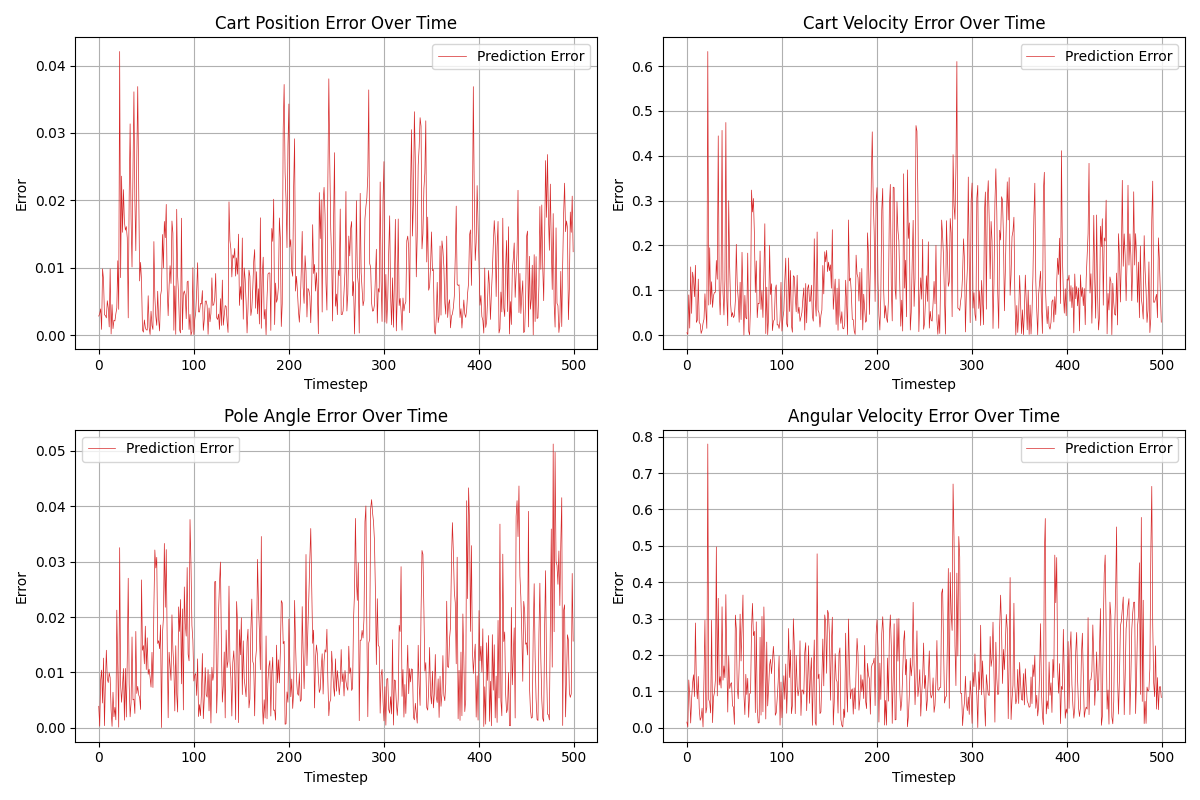 Cart Position Error Over Time
Prediction Error
0.04
0.03
0.02
0.01
0.00
Error
0 100 200 300 400 500
Timestep
Cart Velocity Error Over Time
Prediction Error
0.6
0.5
0.4
0.3
0.2
0.1
0.0
Error
0 100 200 300 400 500
Timestep
Pole Angle Error Over Time
Prediction Error
0.05
0.04
0.03
0.02
0.01
0.00
Error
0 100 200 300 400 500
Timestep
Angular Velocity Error Over Time
Prediction Error
0.8
0.7
0.6
0.5
0.4
0.3
0.2
0.1
0.0
Error
0 100 200 300 400 500
Timestep